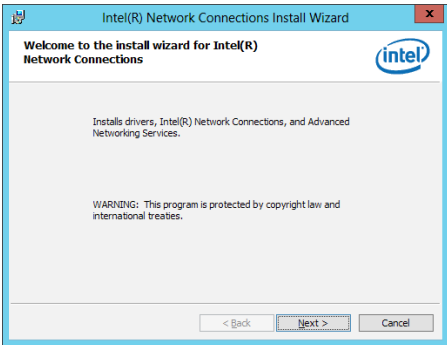 Intel(R) Network Connections Install Wizard
x
Welcome to the install wizard for Intel(R)
Network Connections
intel
Installs drivers, Intel(R) Network Connections, and Advanced
Networking Services.
WARNING: This program is protected by copyright law and
international treaties.
< Back Next > Cancel